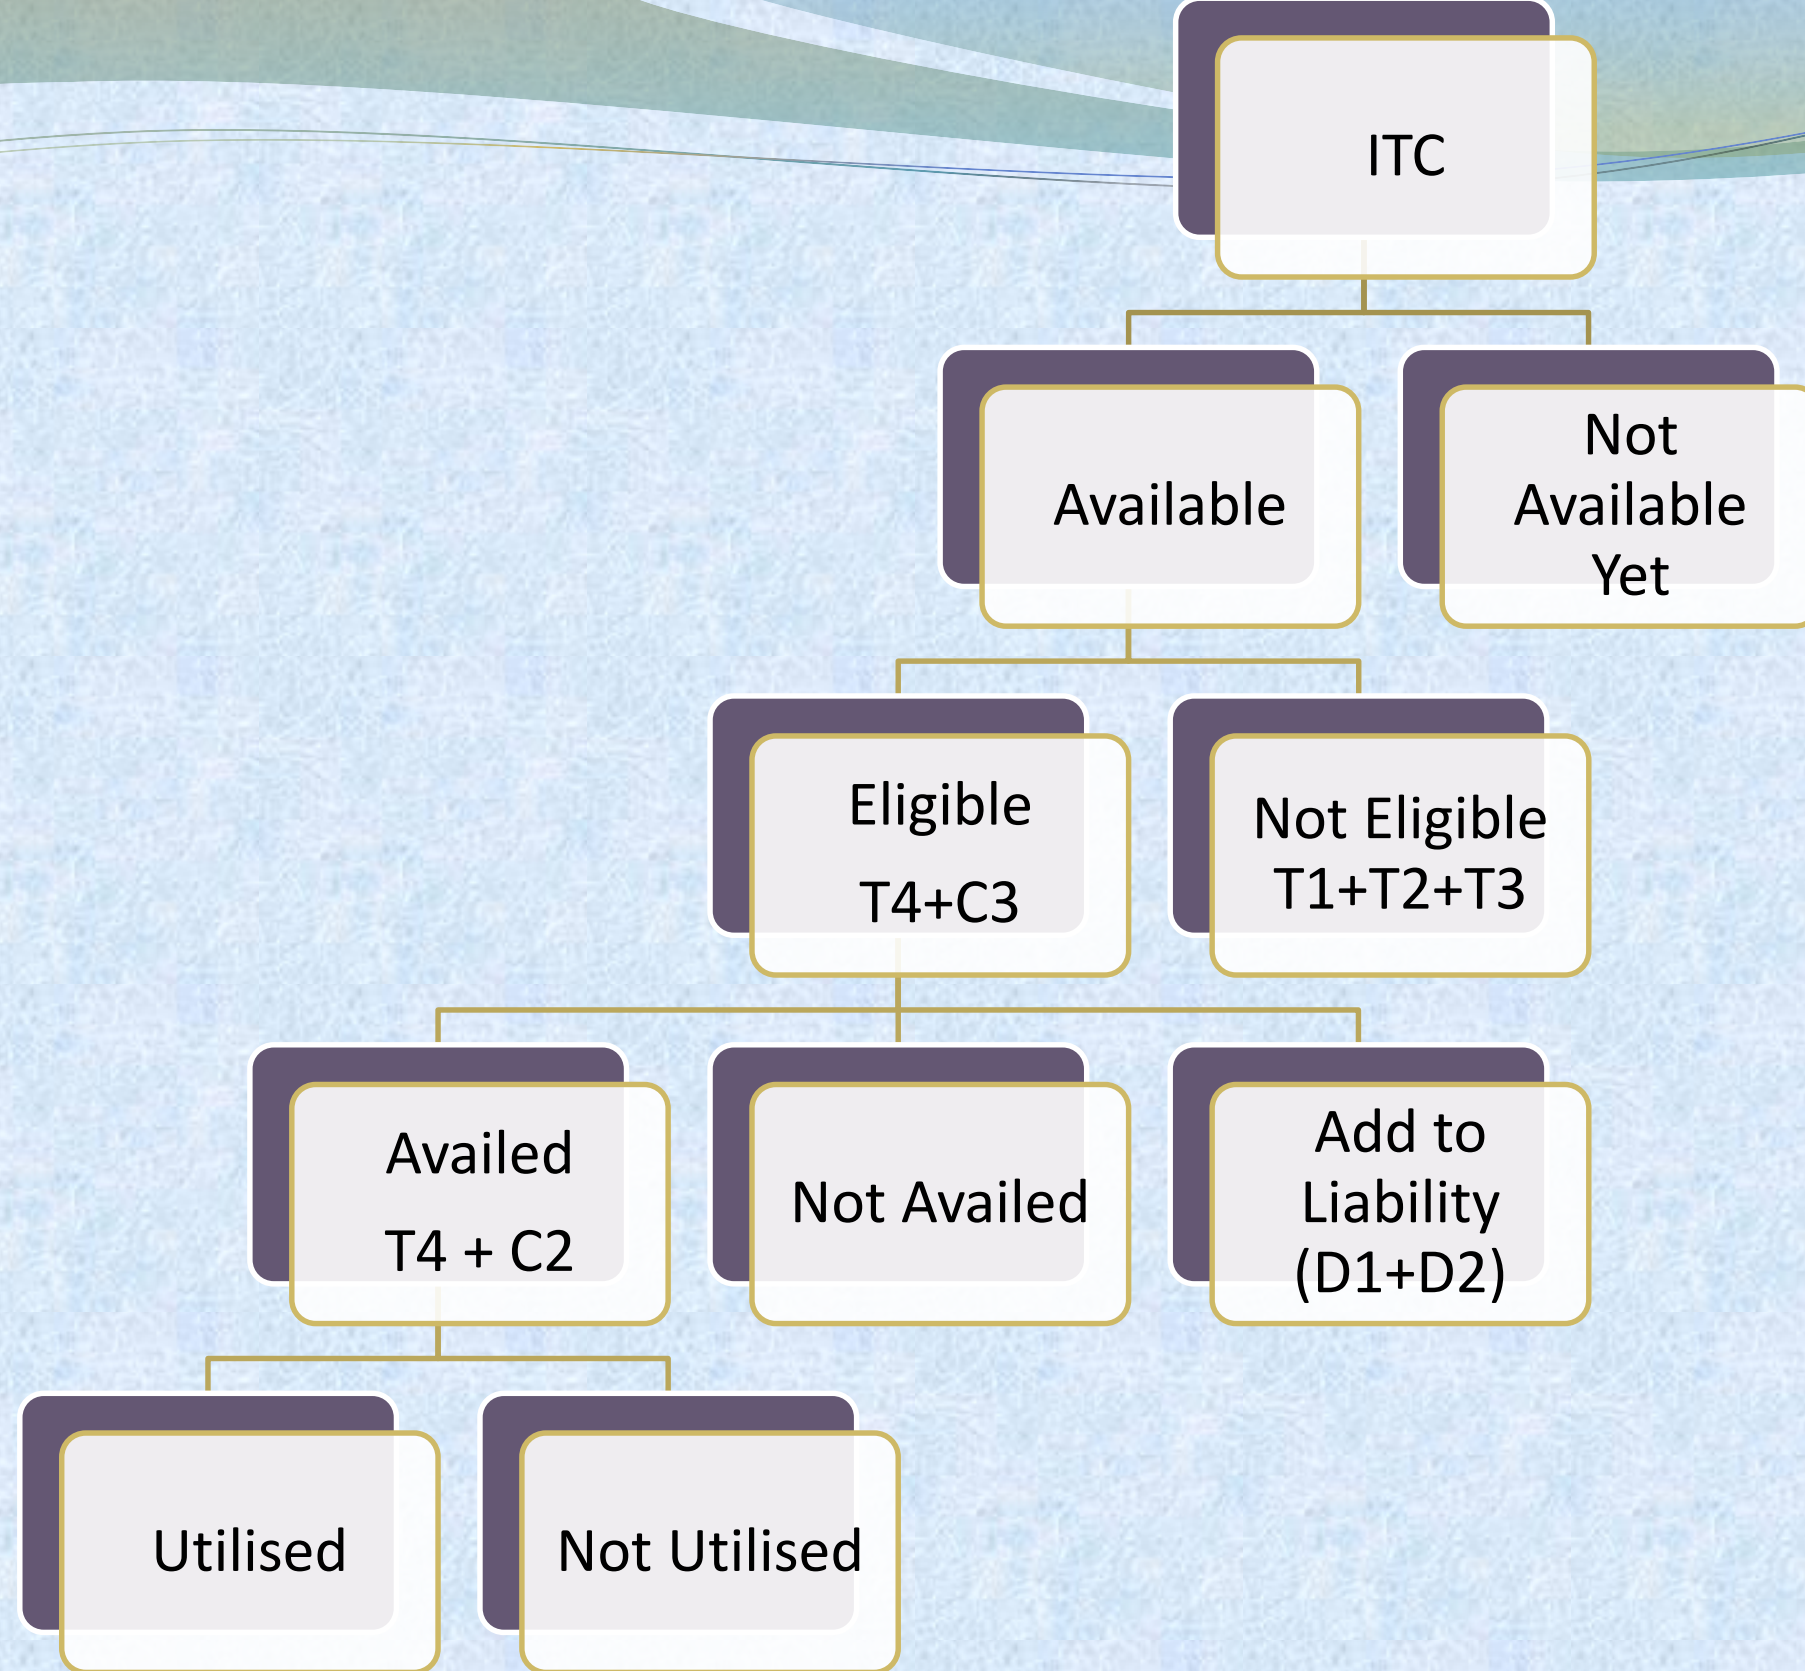 ITC
Available
Not
Available
Yet
Eligible
T4+C3
Not Eligible
T1+T2+T3
Availed
T4 + C2
Not Availed
Add to
Liability
(D1+D2)
Utilised
Not Utilised